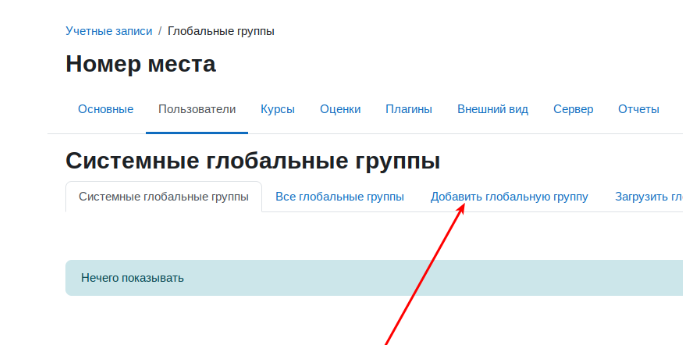 Учетные записи / Глобальные группы
Номер места
Основные Пользователи Курсы Оценки Плагины Внешний вид Сервер Отчеты
Системные глобальные группы
Системные глобальные группы Все глобальные группы Добавить глобальную группу Загрузить гл
Нечего показывать